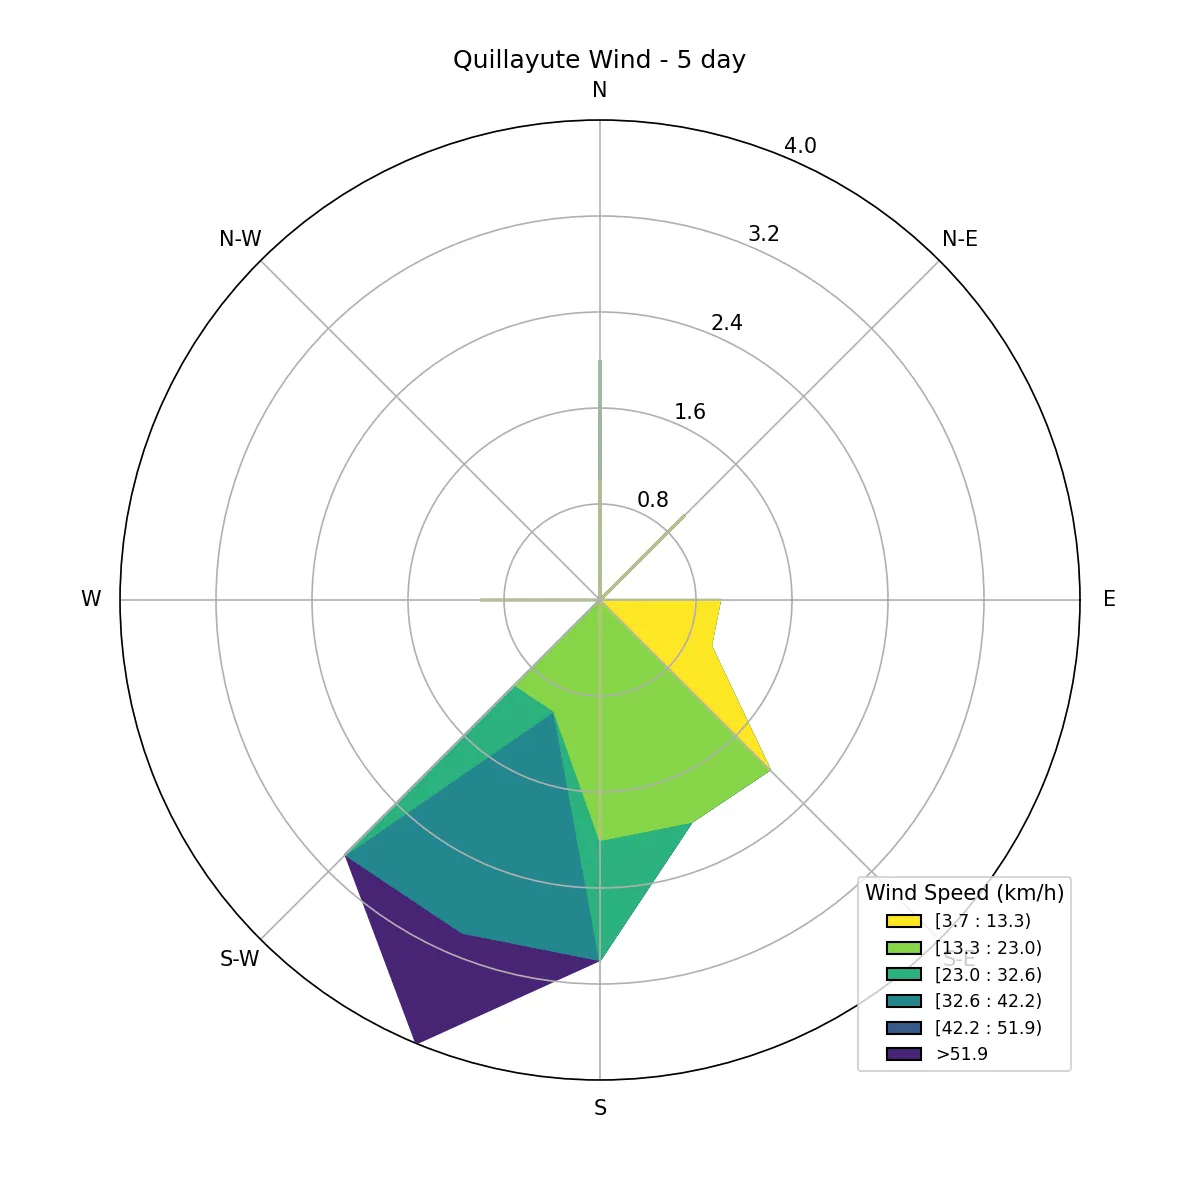 Quillayute Wind - 5 day
N
4.0
N-W
3.2
N-E
2.4
1.6
0.8
W
E
S-W
S-E
S
Wind Speed (km/h)
[3.7 : 13.3)
[13.3 : 23.0)
[23.0 : 32.6)
[32.6 : 42.2)
[42.2 : 51.9)
>51.9